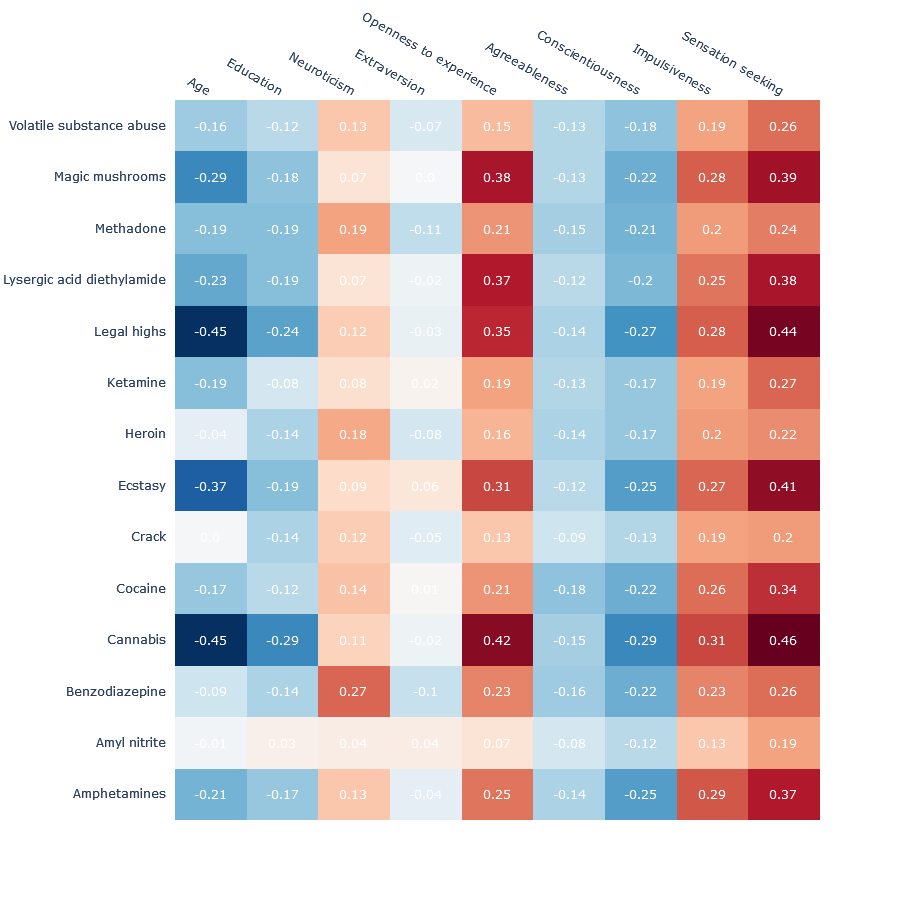 Age Education Neuroticism Extraversion Openness to experience Agreeableness Conscientiousness Impulsiveness Sensation seeking
Volatile substance abuse -0.16 -0.12 0.13 -0.07 0.15 -0.13 -0.18 0.19 0.26
Magic mushrooms -0.29 -0.18 0.07 0.0 0.38 -0.13 -0.22 0.28 0.39
Methadone -0.19 -0.19 0.19 -0.11 0.21 -0.15 -0.21 0.2 0.24
Lysergic acid diethylamide -0.23 -0.19 0.07 -0.02 0.37 -0.12 -0.2 0.25 0.38
Legal highs -0.45 -0.24 0.12 -0.03 0.35 -0.14 -0.27 0.28 0.44
Ketamine -0.19 -0.08 0.08 0.02 0.19 -0.13 -0.17 0.19 0.27
Heroin -0.04 -0.14 0.18 -0.08 0.16 -0.14 -0.17 0.2 0.22
Ecstasy -0.37 -0.19 0.09 0.06 0.31 -0.12 -0.25 0.27 0.41
Crack 0.0 -0.14 0.12 -0.05 0.13 -0.09 -0.13 0.19 0.2
Cocaine -0.17 -0.12 0.14 0.01 0.21 -0.18 -0.22 0.26 0.34
Cannabis -0.45 -0.29 0.11 -0.02 0.42 -0.15 -0.29 0.31 0.46
Benzodiazepine -0.09 -0.14 0.27 -0.1 0.23 -0.16 -0.22 0.23 0.26
Amyl nitrite -0.01 0.03 0.04 0.04 0.07 -0.08 -0.12 0.13 0.19
Amphetamines -0.21 -0.17 0.13 -0.04 0.25 -0.14 -0.25 0.29 0.37